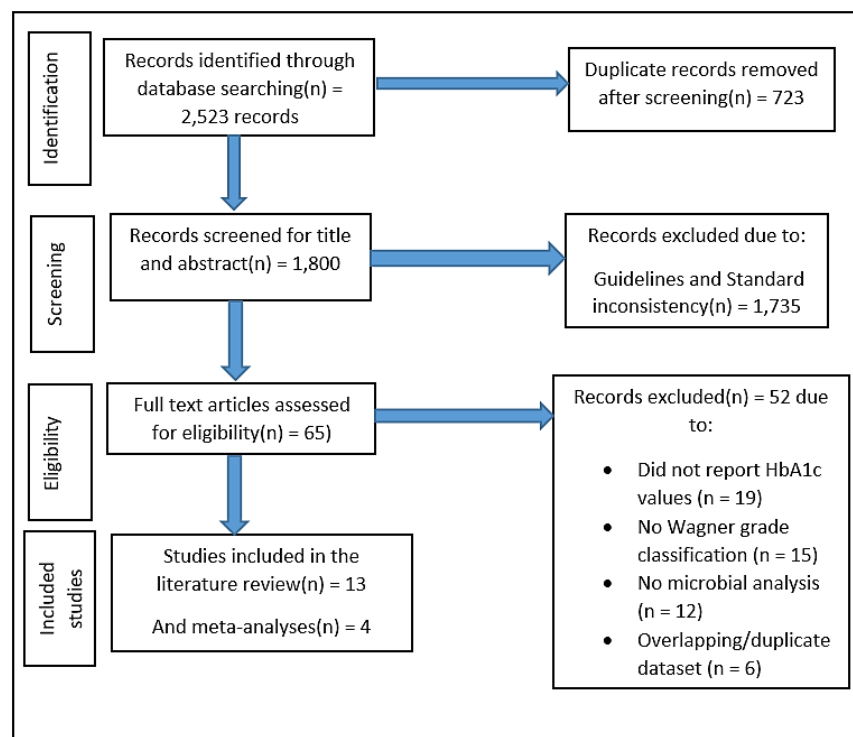 Identification
Records identified through
database searching(n) =
2,523 records
Duplicate records removed
after screening(n) = 723
Screening
Records screened for title
and abstract(n) = 1,800
Records excluded due to:
Guidelines and Standard
inconsistency(n) = 1,735
Eligibility
Full text articles assessed
for eligibility(n) = 65)
Records excluded(n) = 52 due
to:
• Did not report HbA1c
values (n = 19)
• No Wagner grade
classification (n = 15)
• No microbial analysis
(n = 12)
• Overlapping/duplicate
dataset (n = 6)
Included
studies
Studies included in the
literature review(n) = 13
And meta-analyses(n) = 4